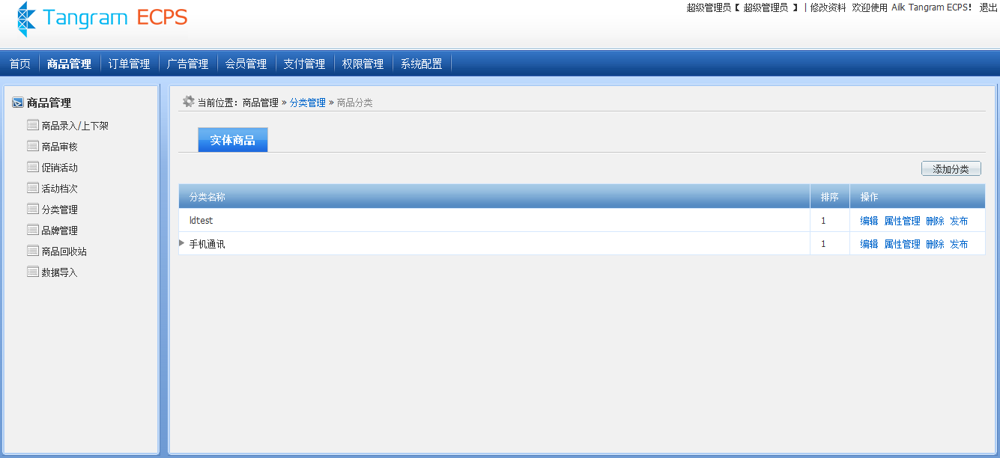 Tangram ECPS
超级管理员【 超级管理员 】 | 修改资料 欢迎使用 Ailk Tangram ECPS! 退出
首页 商品管理 订单管理 广告管理 会员管理 支付管理 权限管理 系统配置
商品管理
商品录入/上下架
商品审核
促销活动
活动档次
分类管理
品牌管理
商品回收站
数据导入
当前位置：商品管理 » 分类管理 » 商品分类
实体商品
添加分类
分类名称 排序 操作
ldtest 1 编辑 属性管理 删除 发布
手机通讯 1 编辑 属性管理 删除 发布